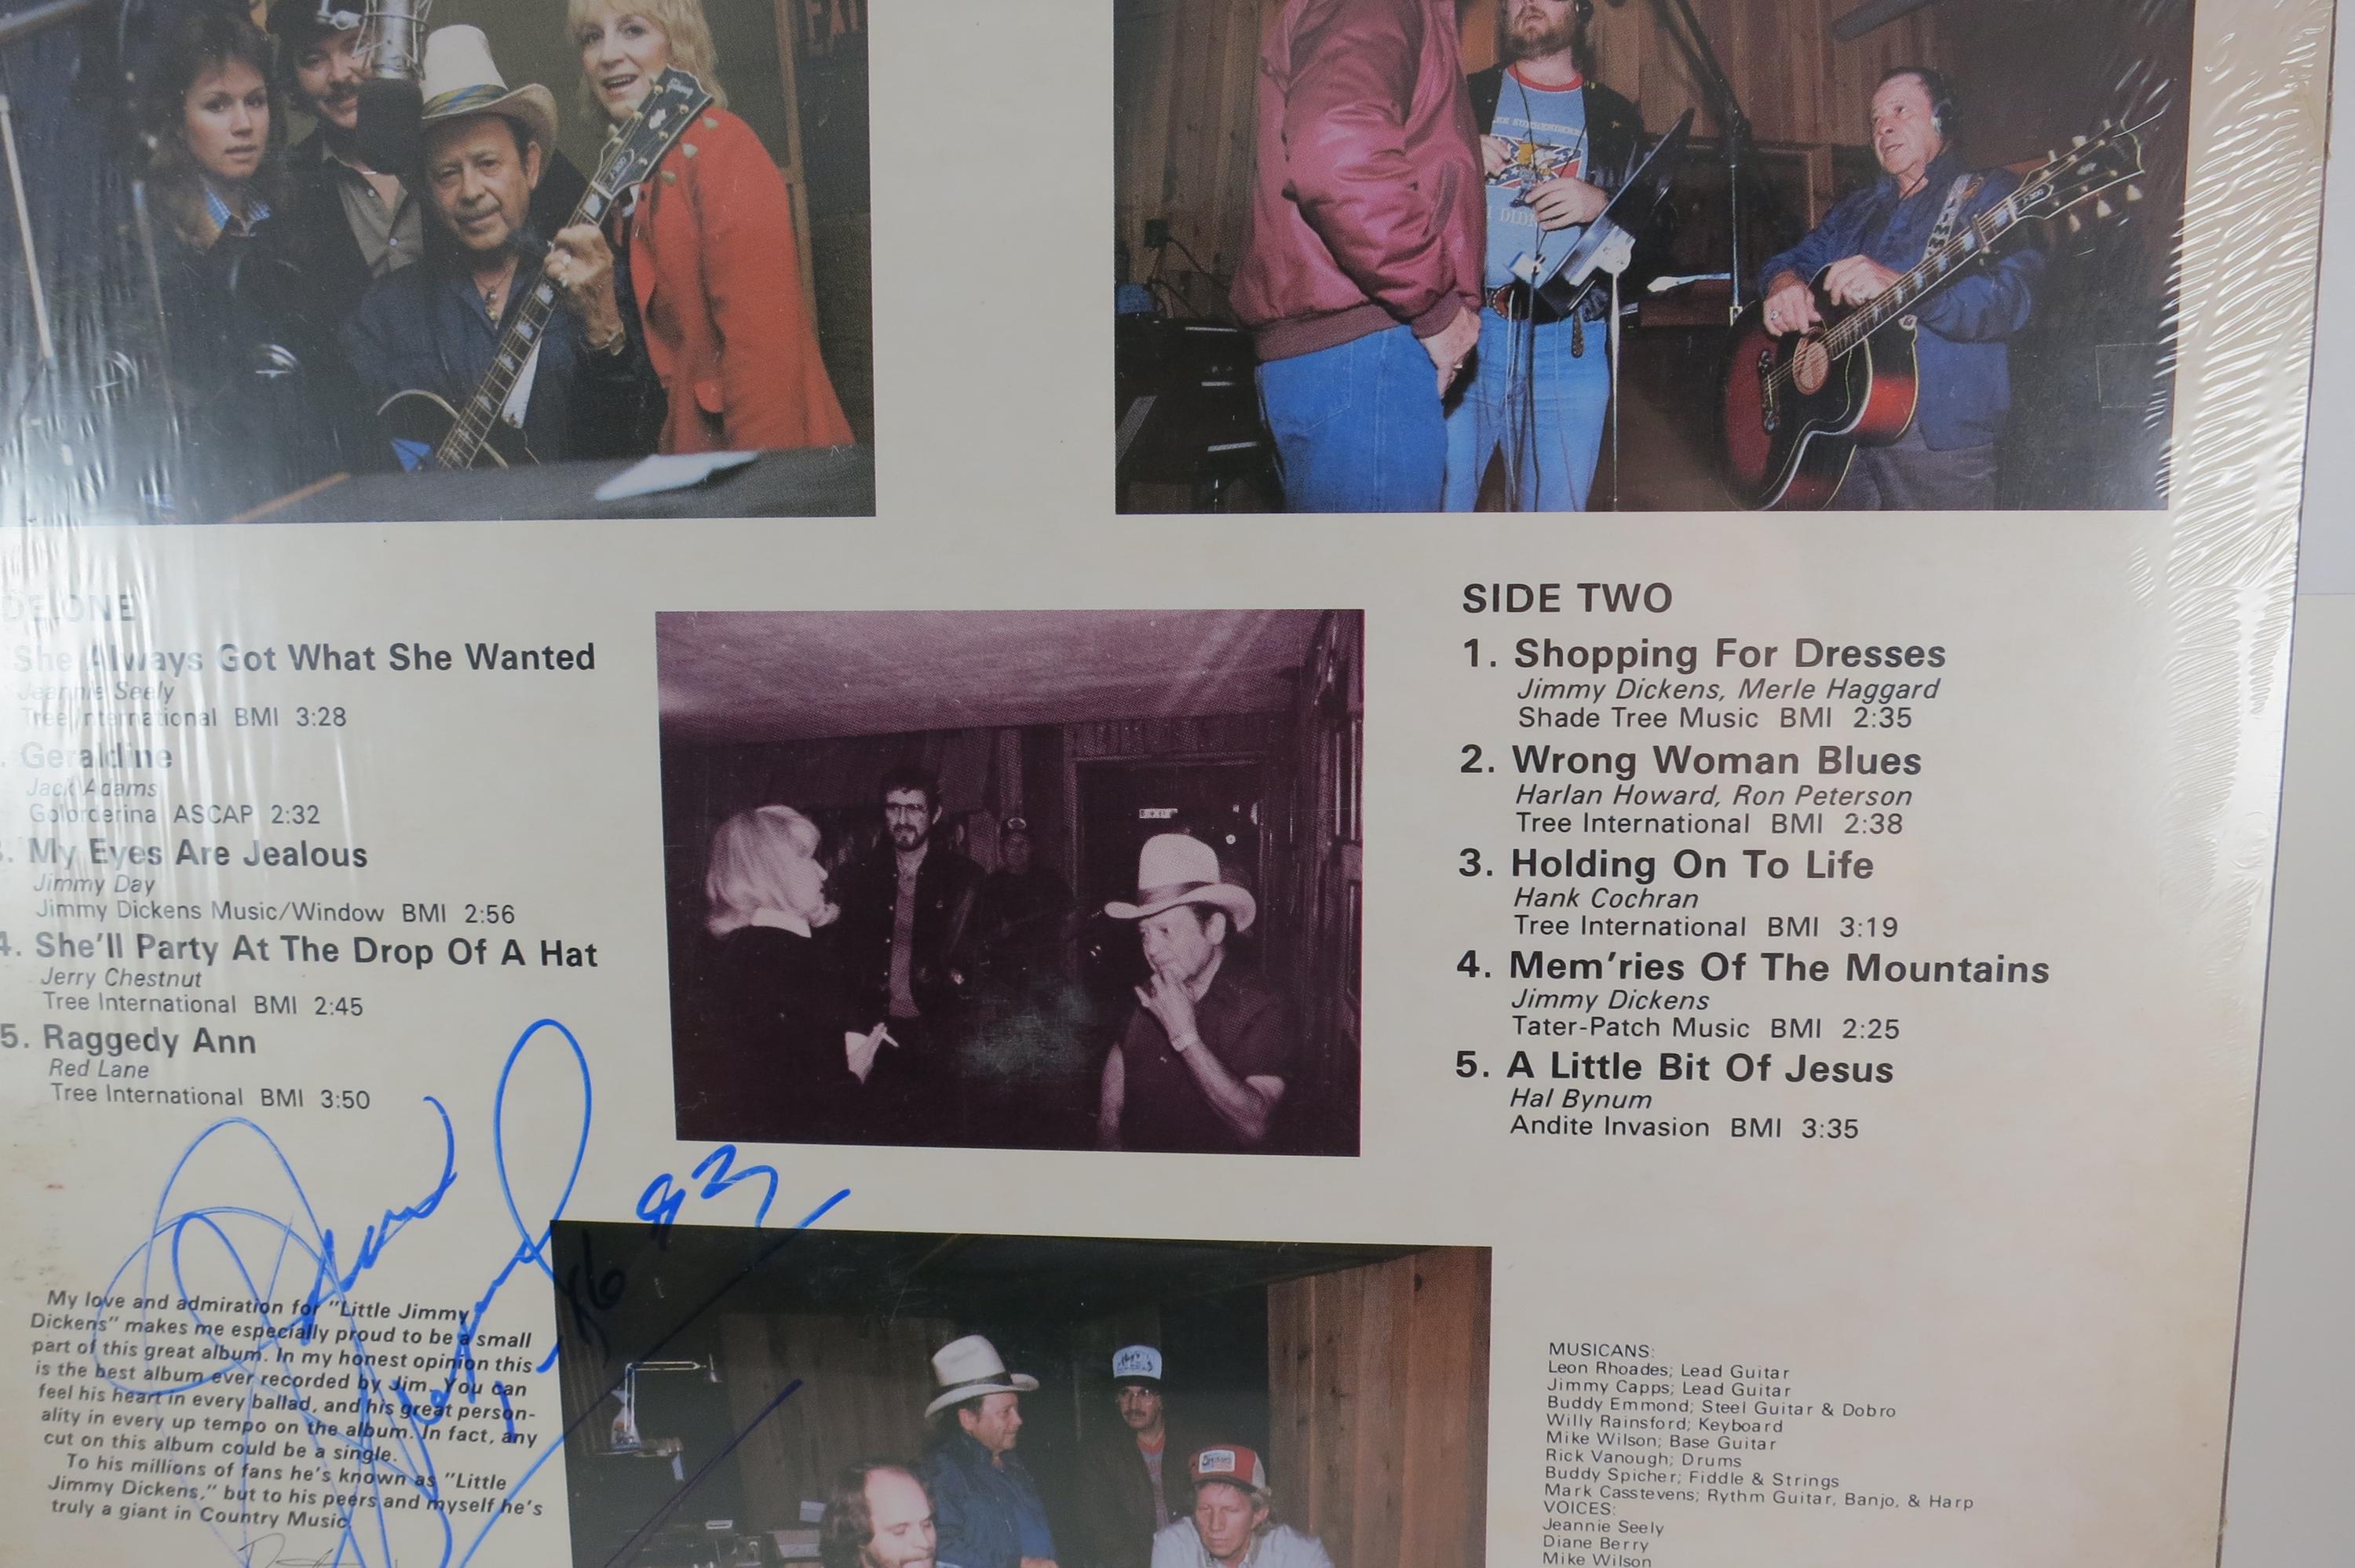 EXIT
Gibson
J-200
J-200
SIDE ONE
She Always Got What She Wanted
Jeannie Seely
Tree International BMI 3:28
. Geraldine
Jack Adams
Golorderina ASCAP 2:32
3. My Eyes Are Jealous
Jimmy Day
Jimmy Dickens Music/Window BMI 2:56
4. She'll Party At The Drop Of A Hat
Jerry Chestnut
Tree International BMI 2:45
5. Raggedy Ann
Red Lane
Tree International BMI 3:50
SIDE TWO
1. Shopping For Dresses
Jimmy Dickens, Merle Haggard
Shade Tree Music BMI 2:35
2. Wrong Woman Blues
Harlan Howard, Ron Peterson
Tree International BMI 2:38
3. Holding On To Life
Hank Cochran
Tree International BMI 3:19
4. Mem'ries Of The Mountains
Jimmy Dickens
Tater-Patch Music BMI 2:25
5. A Little Bit Of Jesus
Hal Bynum
Andite Invasion BMI 3:35
My love and admiration for "Little Jimmy
Dickens" makes me especially proud to be a small
part of this great album. In my honest opinion this
is the best album ever recorded by Jim. You can
feel his heart in every ballad, and his great person-
ality in every up tempo on the album. In fact, any
cut on this album could be a single.
To his millions of fans he's known as "Little
Jimmy Dickens," but to his peers and myself he's
truly a giant in Country Music.
MUSICANS:
Leon Rhoades; Lead Guitar
Jimmy Capps; Lead Guitar
Buddy Emmond; Steel Guitar & Dobro
Willy Rainsford; Keyboard
Mike Wilson; Base Guitar
Rick Vanough; Drums
Buddy Spicher; Fiddle & Strings
Mark Casstevens; Rythm Guitar, Banjo, & Harp
VOICES:
Jeannie Seely
Diane Berry
Mike Wilson